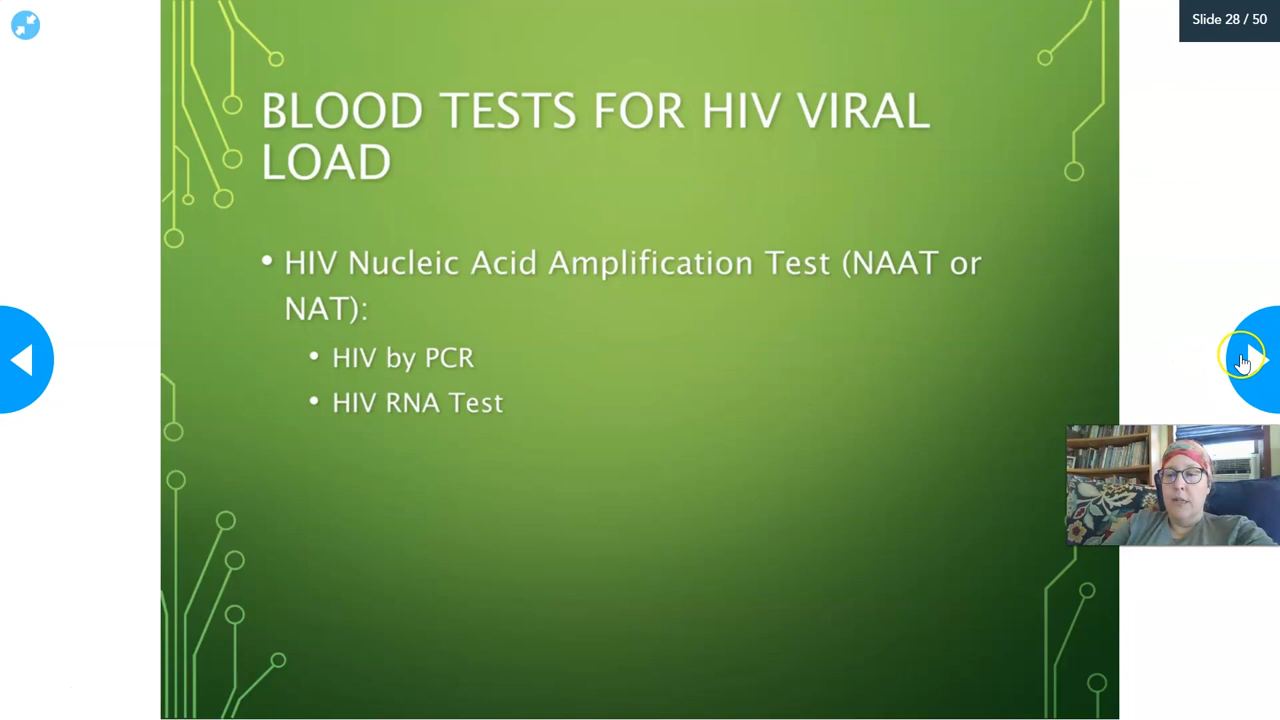 Slide 28 / 50
BLOOD TESTS FOR HIV VIRAL
LOAD
• HIV Nucleic Acid Amplification Test (NAAT or
NAT):
• HIV by PCR
• HIV RNA Test